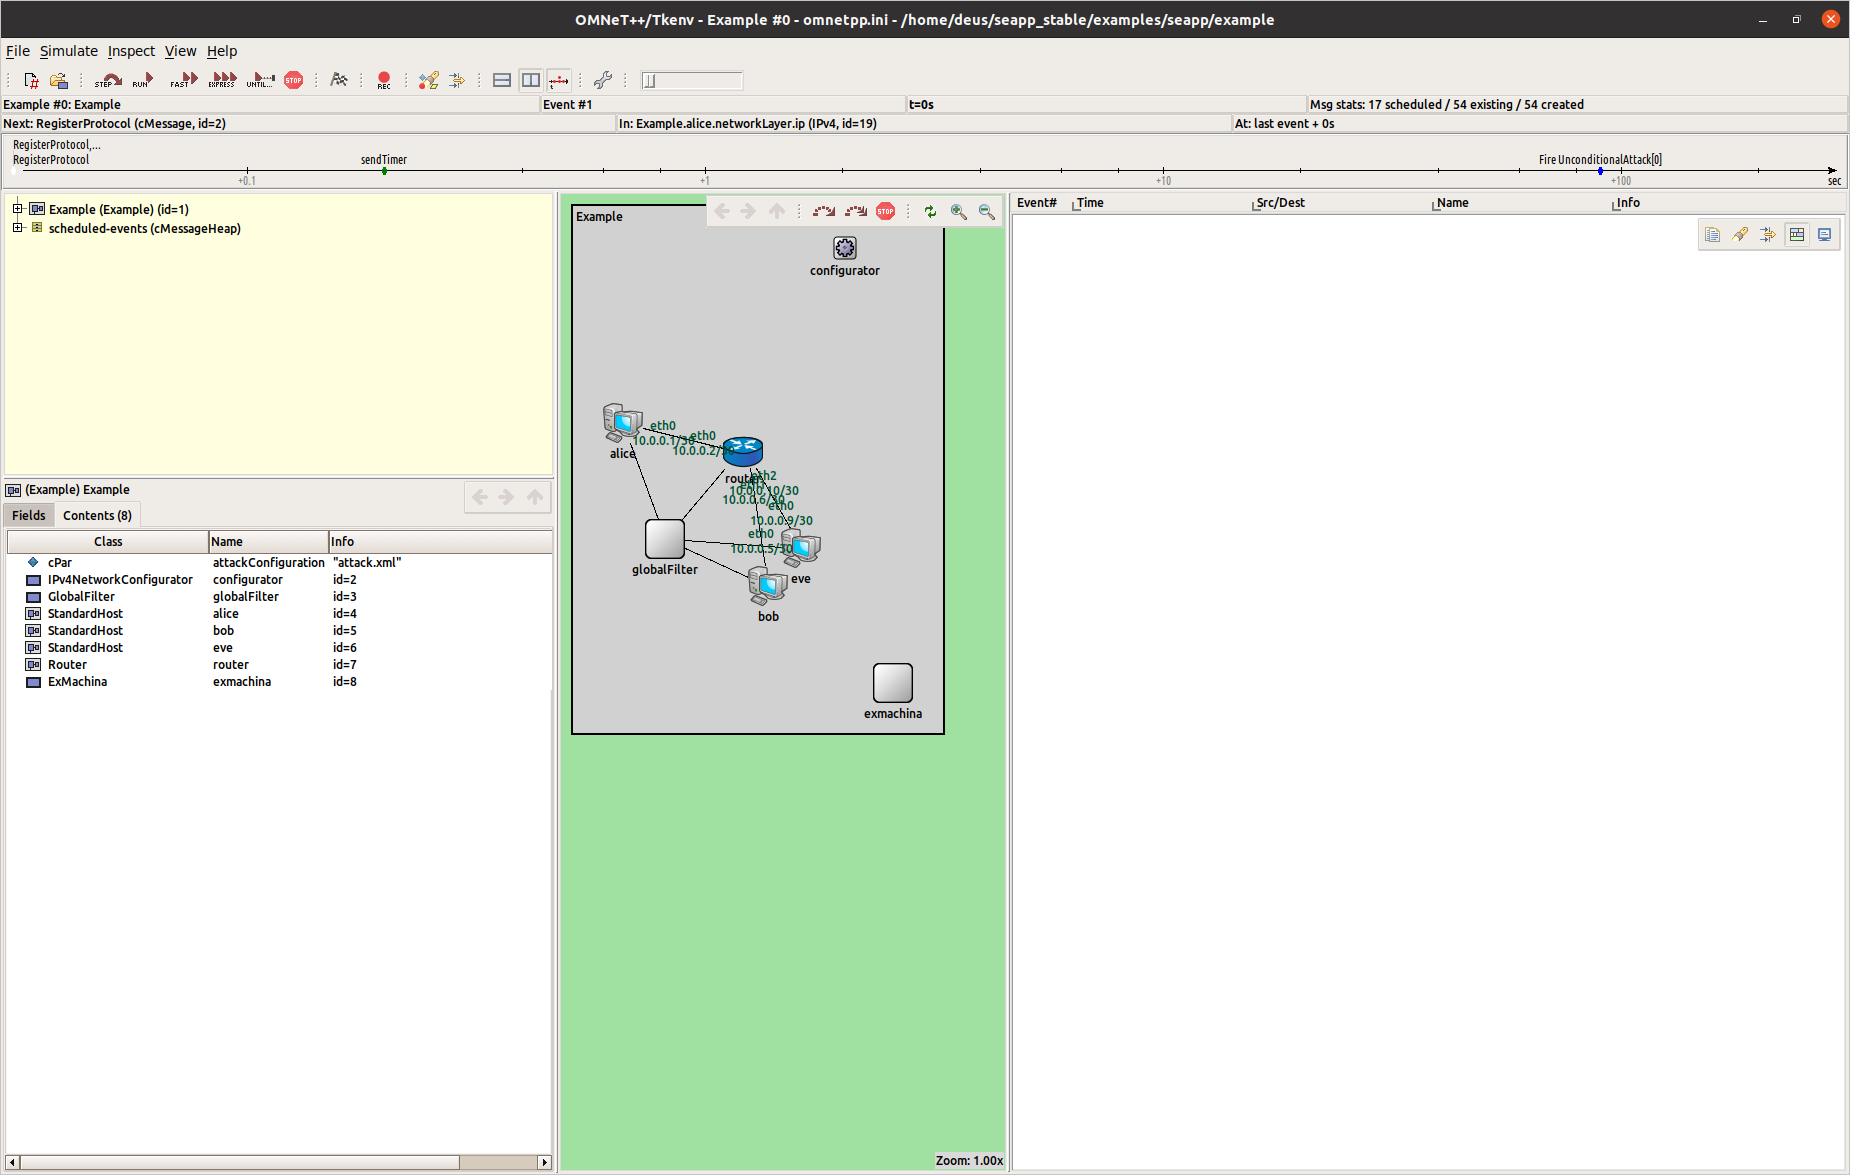 OMNeT++/Tkenv - Example #0 - omnetpp.ini - /home/deus/seapp_stable/examples/seapp/example
File Simulate Inspect View Help
STEP RUN FAST EXPRESS UNTIL... STOP REC
Example #0: Example Event #1 t=0s Msg stats: 17 scheduled / 54 existing / 54 created
Next: RegisterProtocol (cMessage, id=2) In: Example.alice.networkLayer.ip (IPv4, id=19) At: last event + 0s
RegisterProtocol,...
RegisterProtocol sendTimer Fire UnconditionalAttack[0]
+0.1 +1 +10 +100 sec
Example (Example) (id=1)
scheduled-events (cMessageHeap)
(Example) Example
Fields Contents (8)
Class Name Info
cPar attackConfiguration "attack.xml"
IPv4NetworkConfigurator configurator id=2
GlobalFilter globalFilter id=3
StandardHost alice id=4
StandardHost bob id=5
StandardHost eve id=6
Router router id=7
ExMachina exmachina id=8
Example
STOP
configurator
eth0
10.0.0.1/30
eth0
10.0.0.2/30
alice
router
eth2
10.0.0.10/30
eth1
10.0.0.6/30
eth0
10.0.0.9/30
eth0
10.0.0.5/30
globalFilter
eve
bob
exmachina
Zoom: 1.00x
Event# Time Src/Dest Name Info